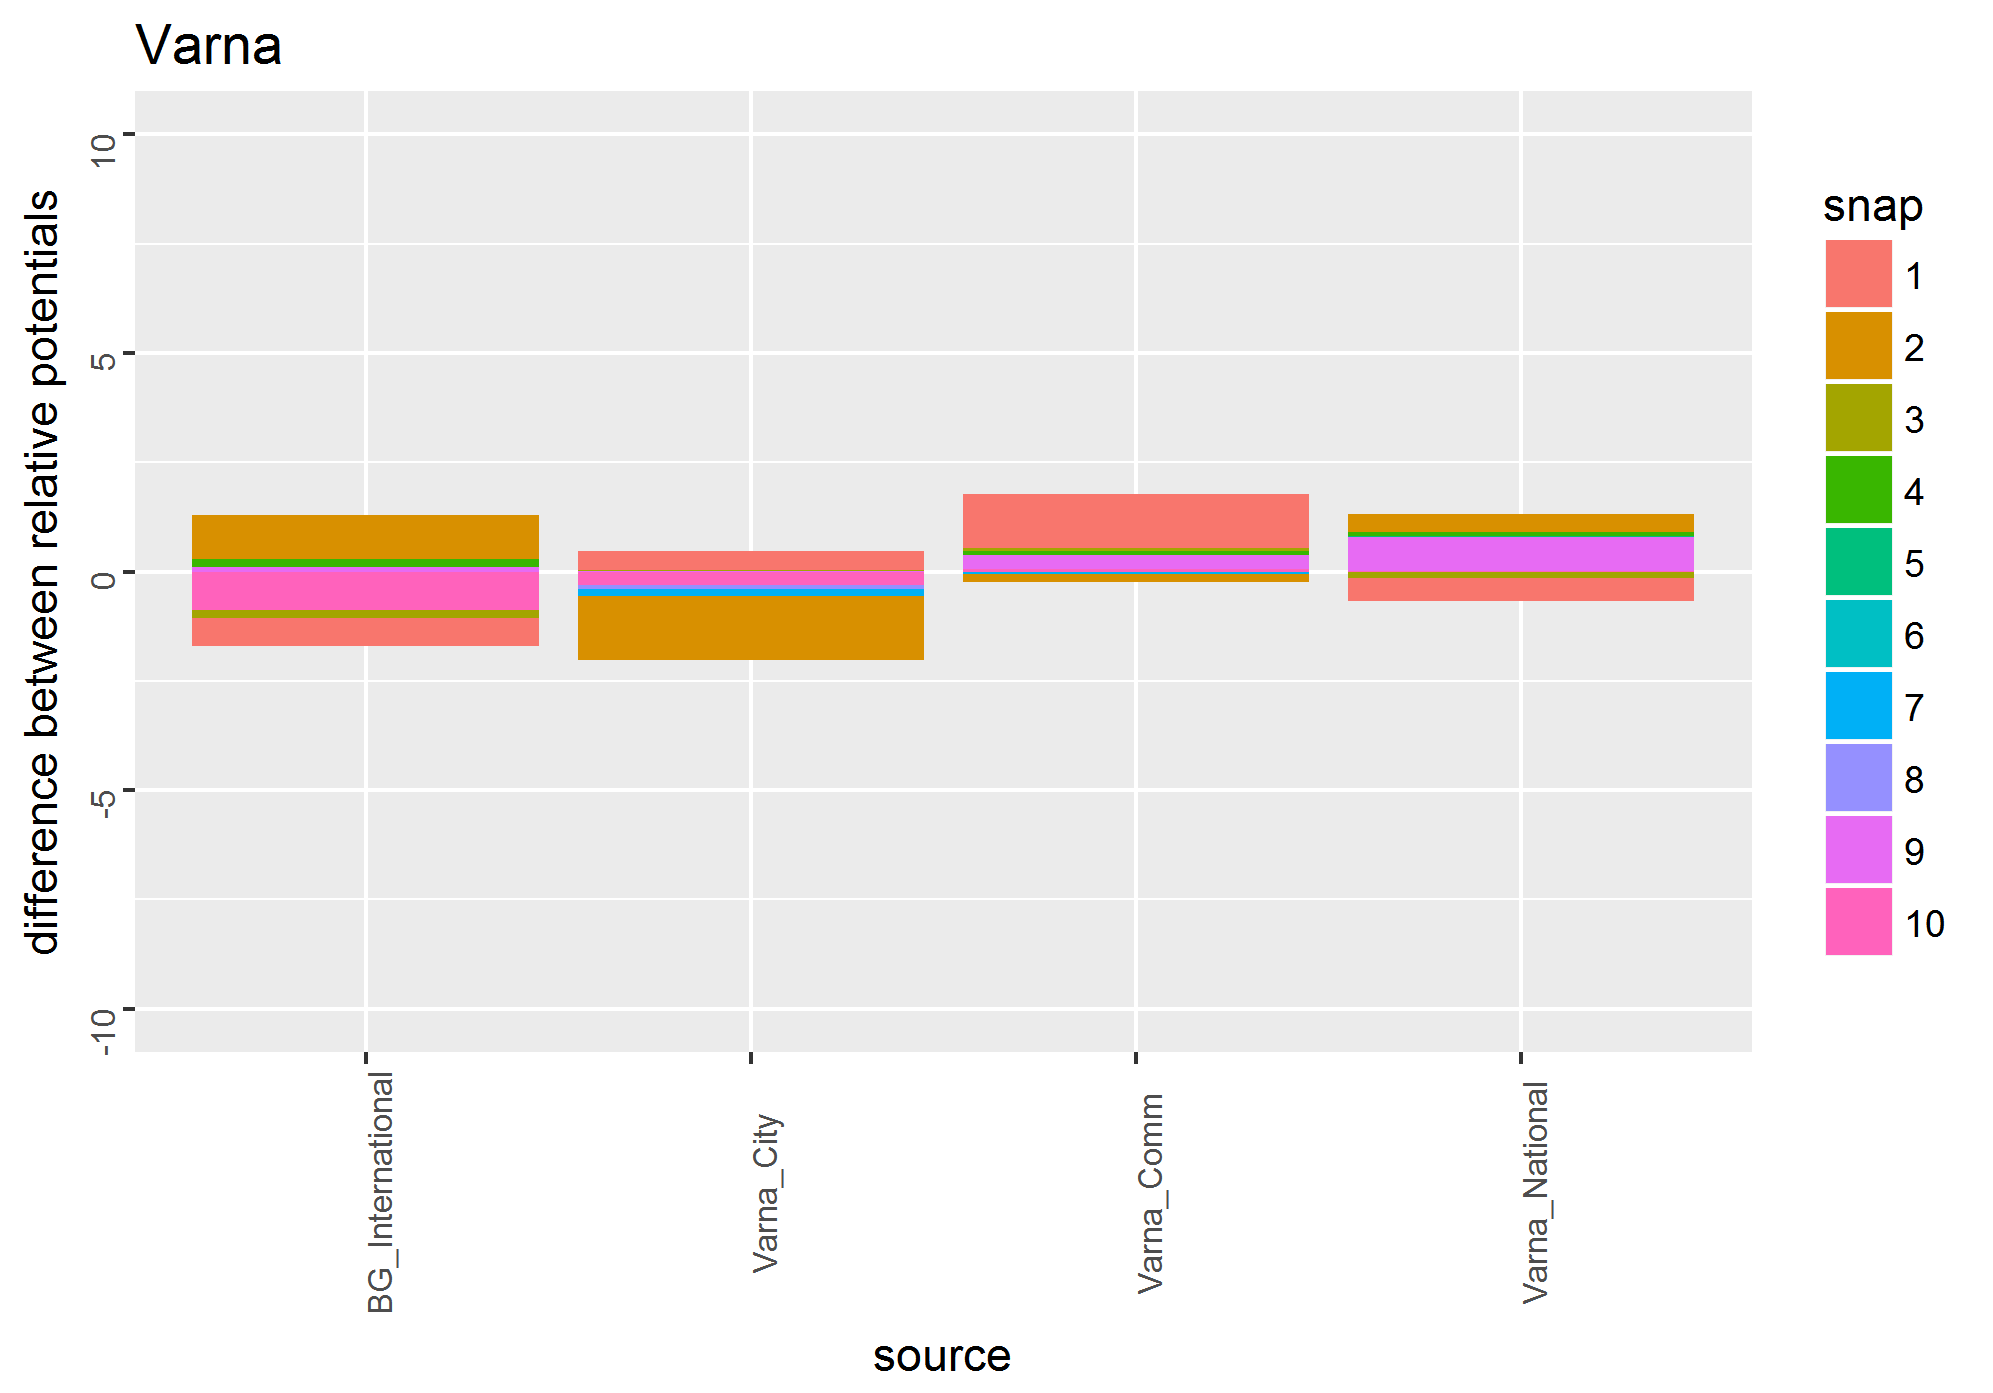 Varna
difference between relative potentials
10
5
0
-5
-10
BG_International
Varna_City
Varna_Comm
Varna_National
source
snap
1
2
3
4
5
6
7
8
9
10